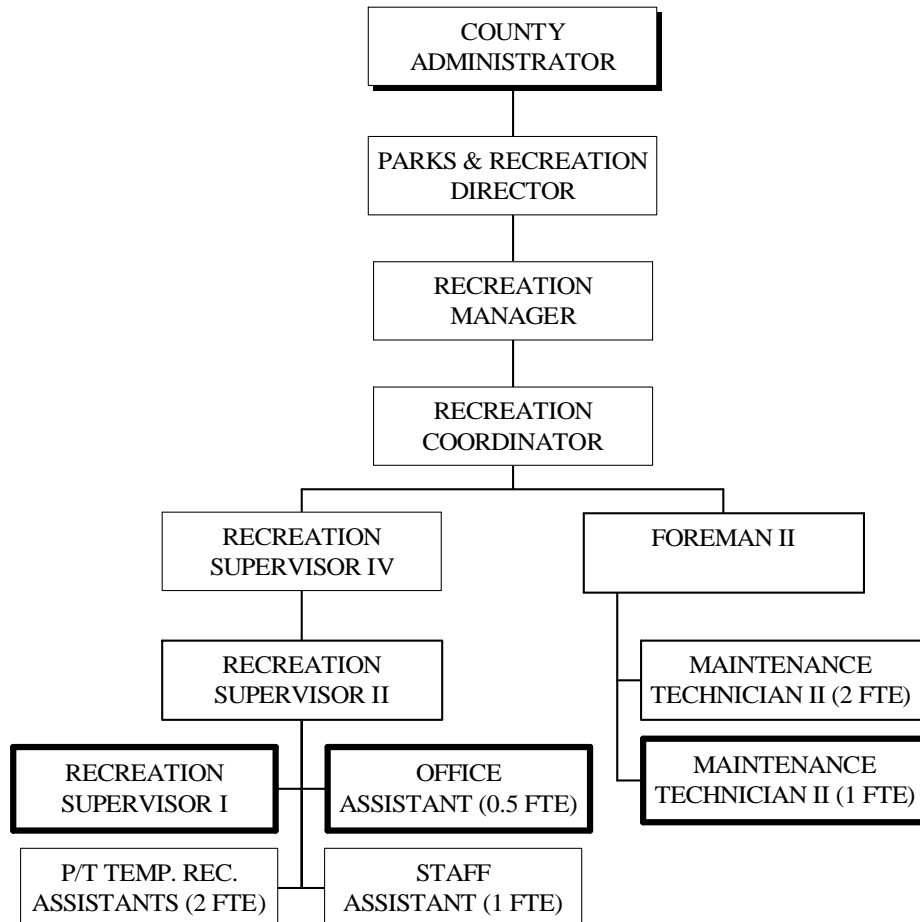 COUNTY
ADMINISTRATOR
PARKS & RECREATION
DIRECTOR
RECREATION
MANAGER
RECREATION
COORDINATOR
RECREATION
SUPERVISOR IV
FOREMAN II
RECREATION
SUPERVISOR II
MAINTENANCE
TECHNICIAN II (2 FTE)
RECREATION
SUPERVISOR I
OFFICE
ASSISTANT (0.5 FTE)
MAINTENANCE
TECHNICIAN II (1 FTE)
P/T TEMP. REC.
ASSISTANTS (2 FTE)
STAFF
ASSISTANT (1 FTE)